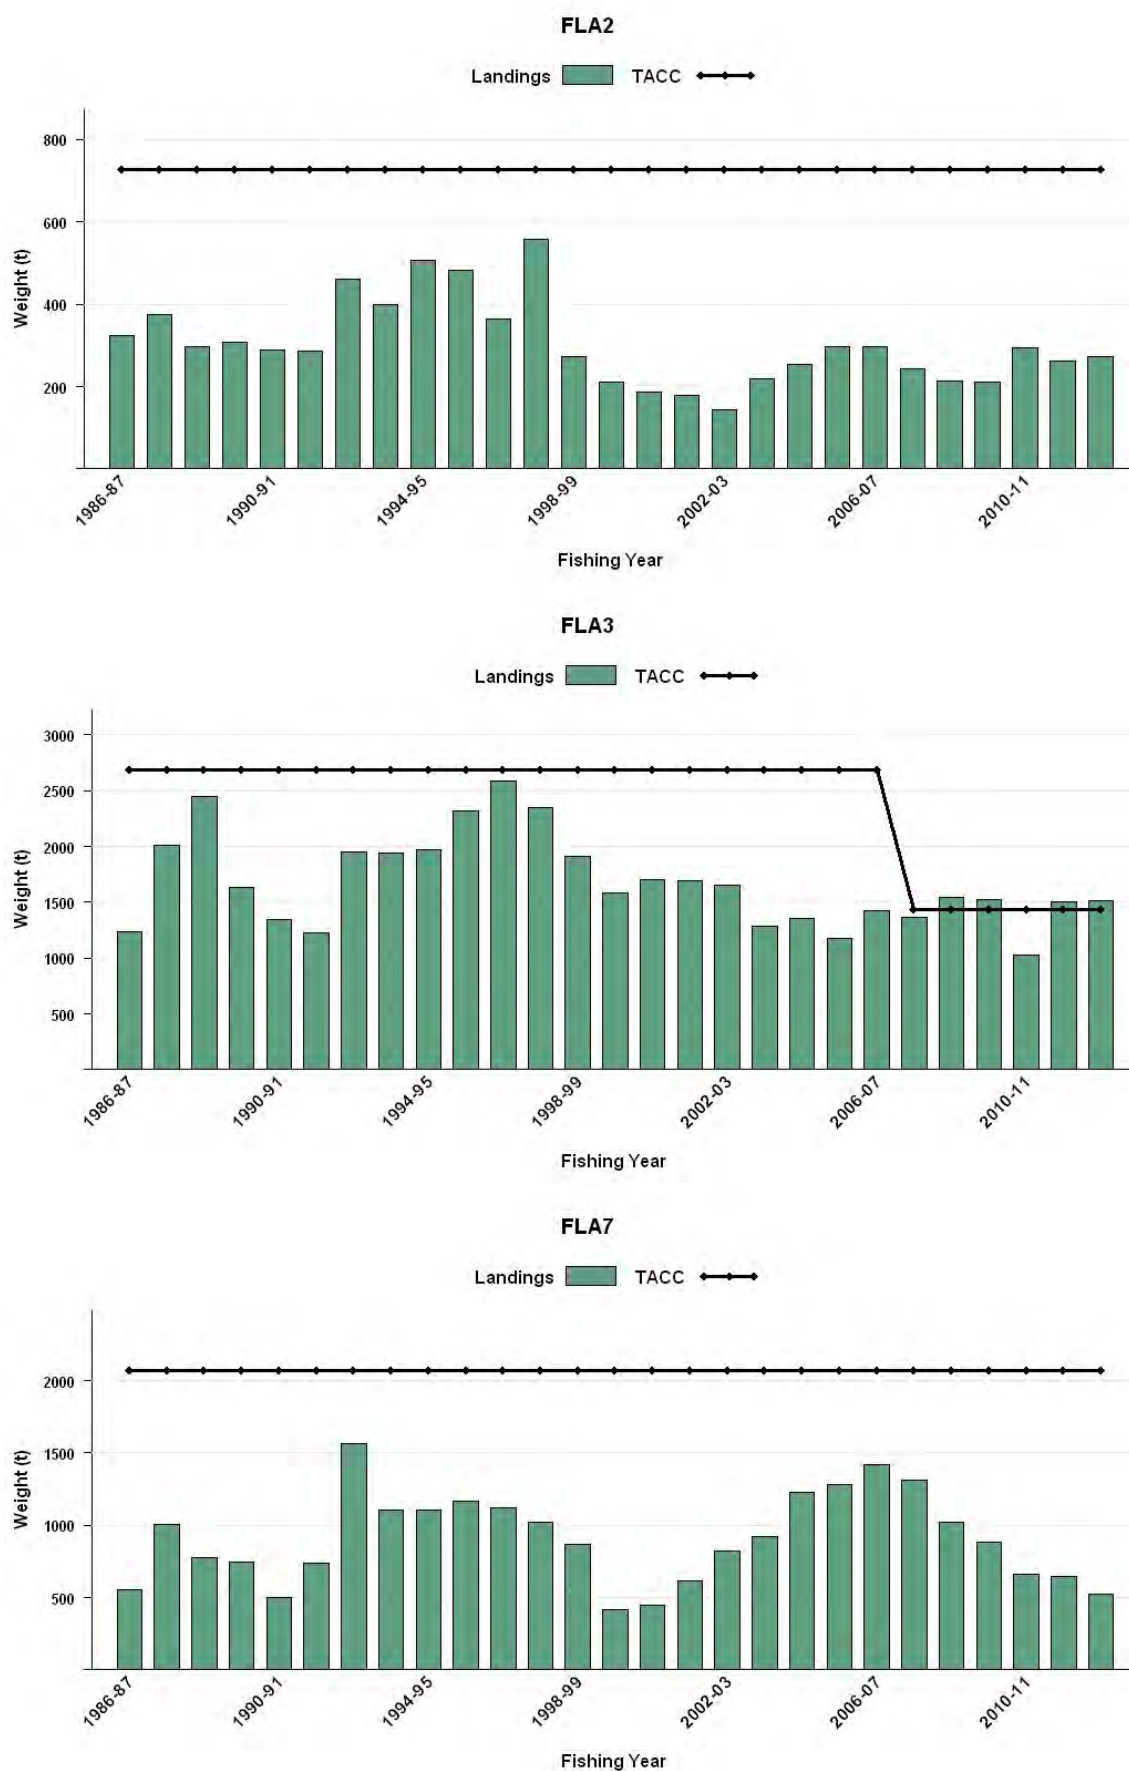 FLA2
Landings TACC
800
600
400
200
Weight (t)
1986-87 1990-91 1994-95 1998-99 2002-03 2006-07 2010-11
Fishing Year
FLA3
Landings TACC
3000
2500
2000
1500
1000
500
Weight (t)
1986-87 1990-91 1994-95 1998-99 2002-03 2006-07 2010-11
Fishing Year
FLA7
Landings TACC
2000
1500
1000
500
Weight (t)
1986-87 1990-91 1994-95 1998-99 2002-03 2006-07 2010-11
Fishing Year